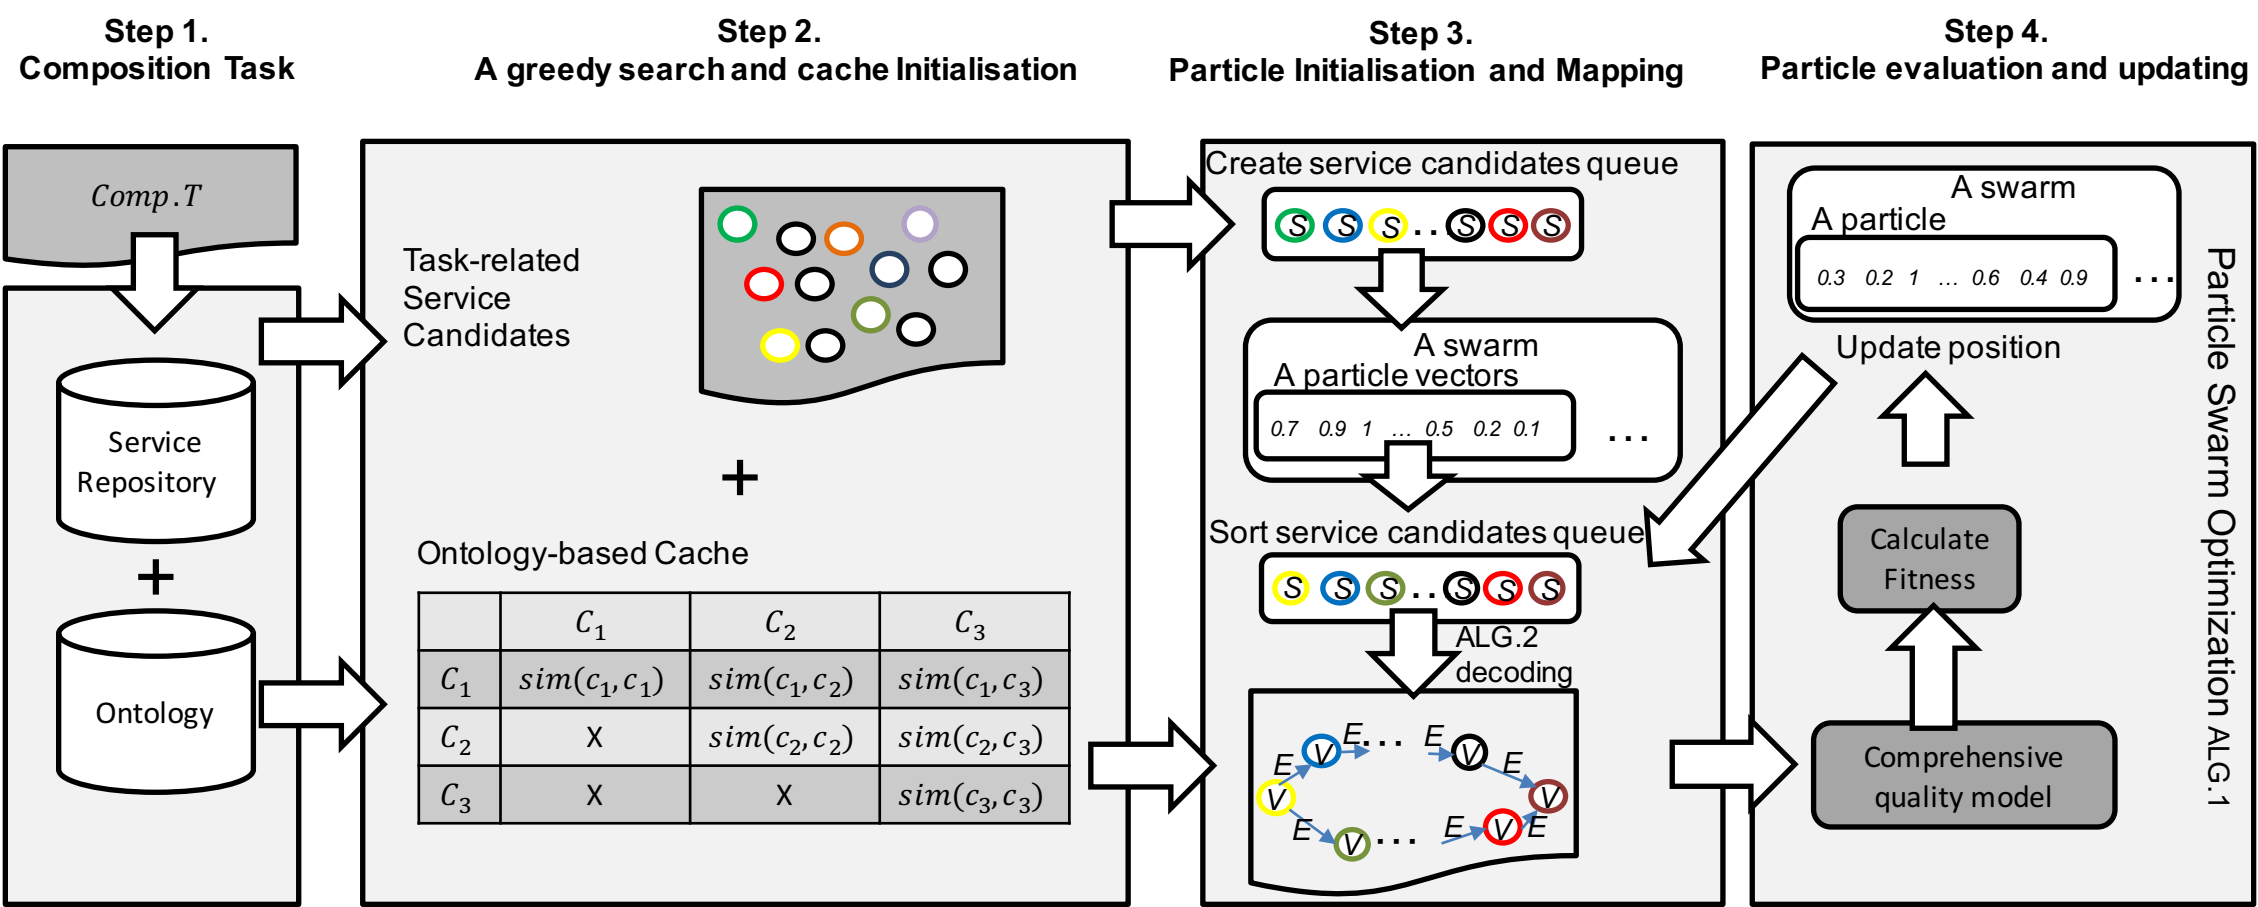 Step 1.
Composition Task
Step 2.
A greedy search and cache Initialisation
Step 3.
Particle Initialisation and Mapping
Step 4.
Particle evaluation and updating
Comp.T
Service
Repository
+
Ontology
Task-related
Service
Candidates
+
Ontology-based Cache
C₁ C₂ C₃
C₁ sim(c₁,c₁) sim(c₁,c₂) sim(c₁,c₃)
C₂ X sim(c₂,c₂) sim(c₂,c₃)
C₃ X X sim(c₃,c₃)
Create service candidates queue
S S S ... S S S
A swarm
A particle vectors
0.7 0.9 1 ... 0.5 0.2 0.1
...
Sort service candidates queue
S S S ... S S S
ALG.2
decoding
E V E ... E V E
V V
E V ... E V E
A swarm
A particle
0.3 0.2 1 ... 0.6 0.4 0.9
...
Update position
Calculate
Fitness
Comprehensive
quality model
Particle Swarm Optimization ALG.1